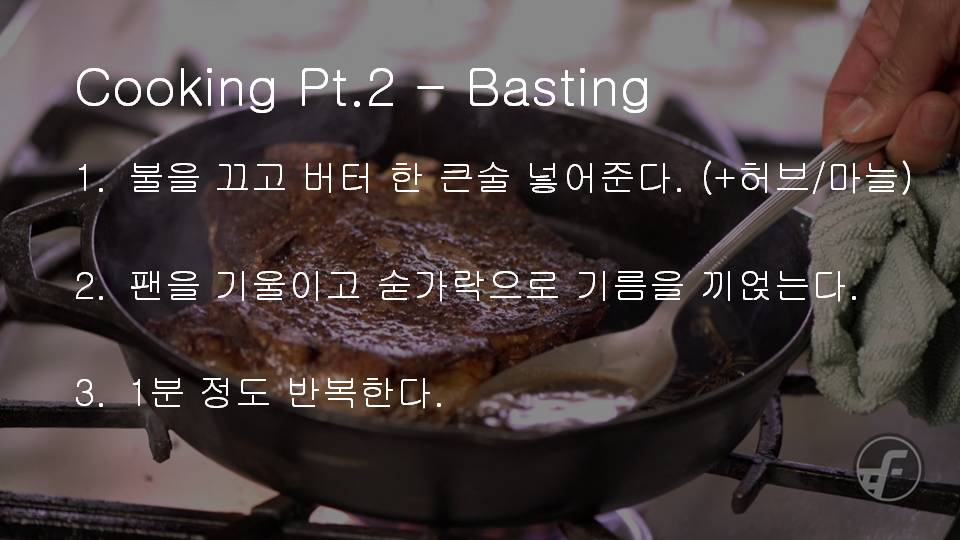 Cooking Pt.2 - Basting
1. 불을 끄고 버터 한 큰술 넣어준다. (+허브/마늘)
2. 팬을 기울이고 숟가락으로 기름을 끼얹는다.
3. 1분 정도 반복한다.